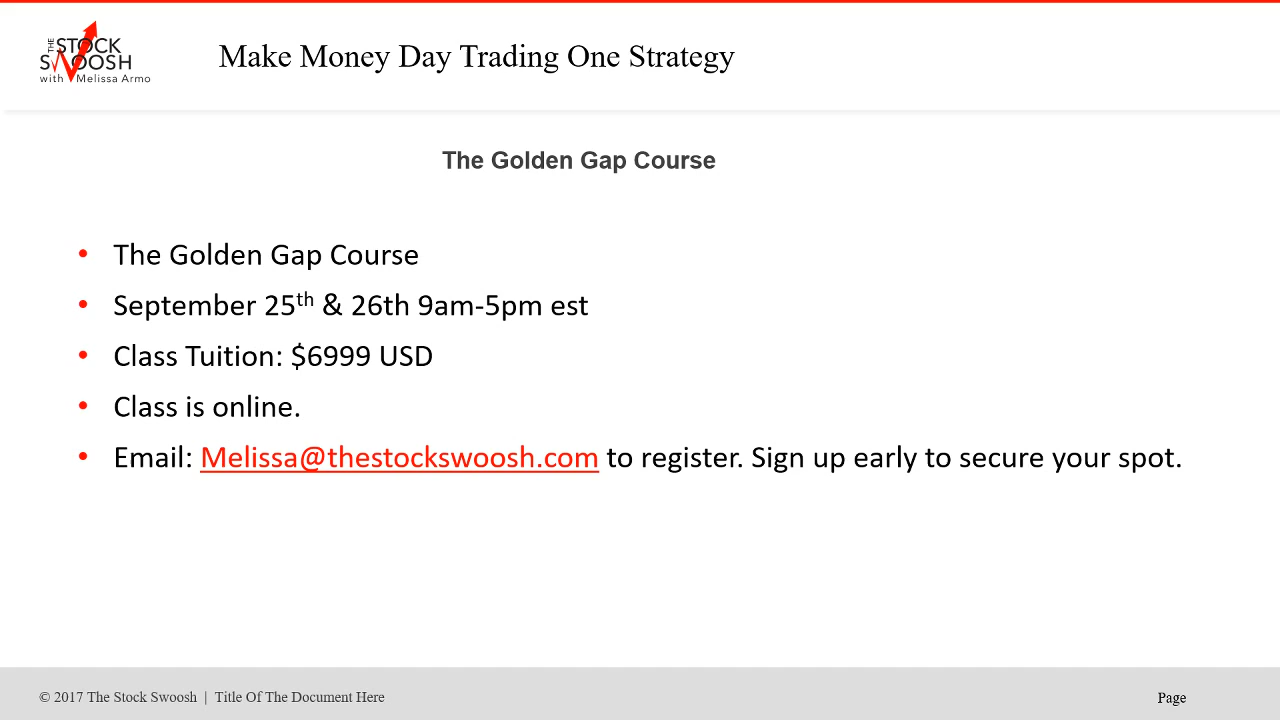 THE STOCK
SWOOSH
with Melissa Armo
Make Money Day Trading One Strategy
The Golden Gap Course
• The Golden Gap Course
• September 25th & 26th 9am-5pm est
• Class Tuition: $6999 USD
• Class is online.
• Email: Melissa@thestockswoosh.com to register. Sign up early to secure your spot.
© 2017 The Stock Swoosh | Title Of The Document Here
Page